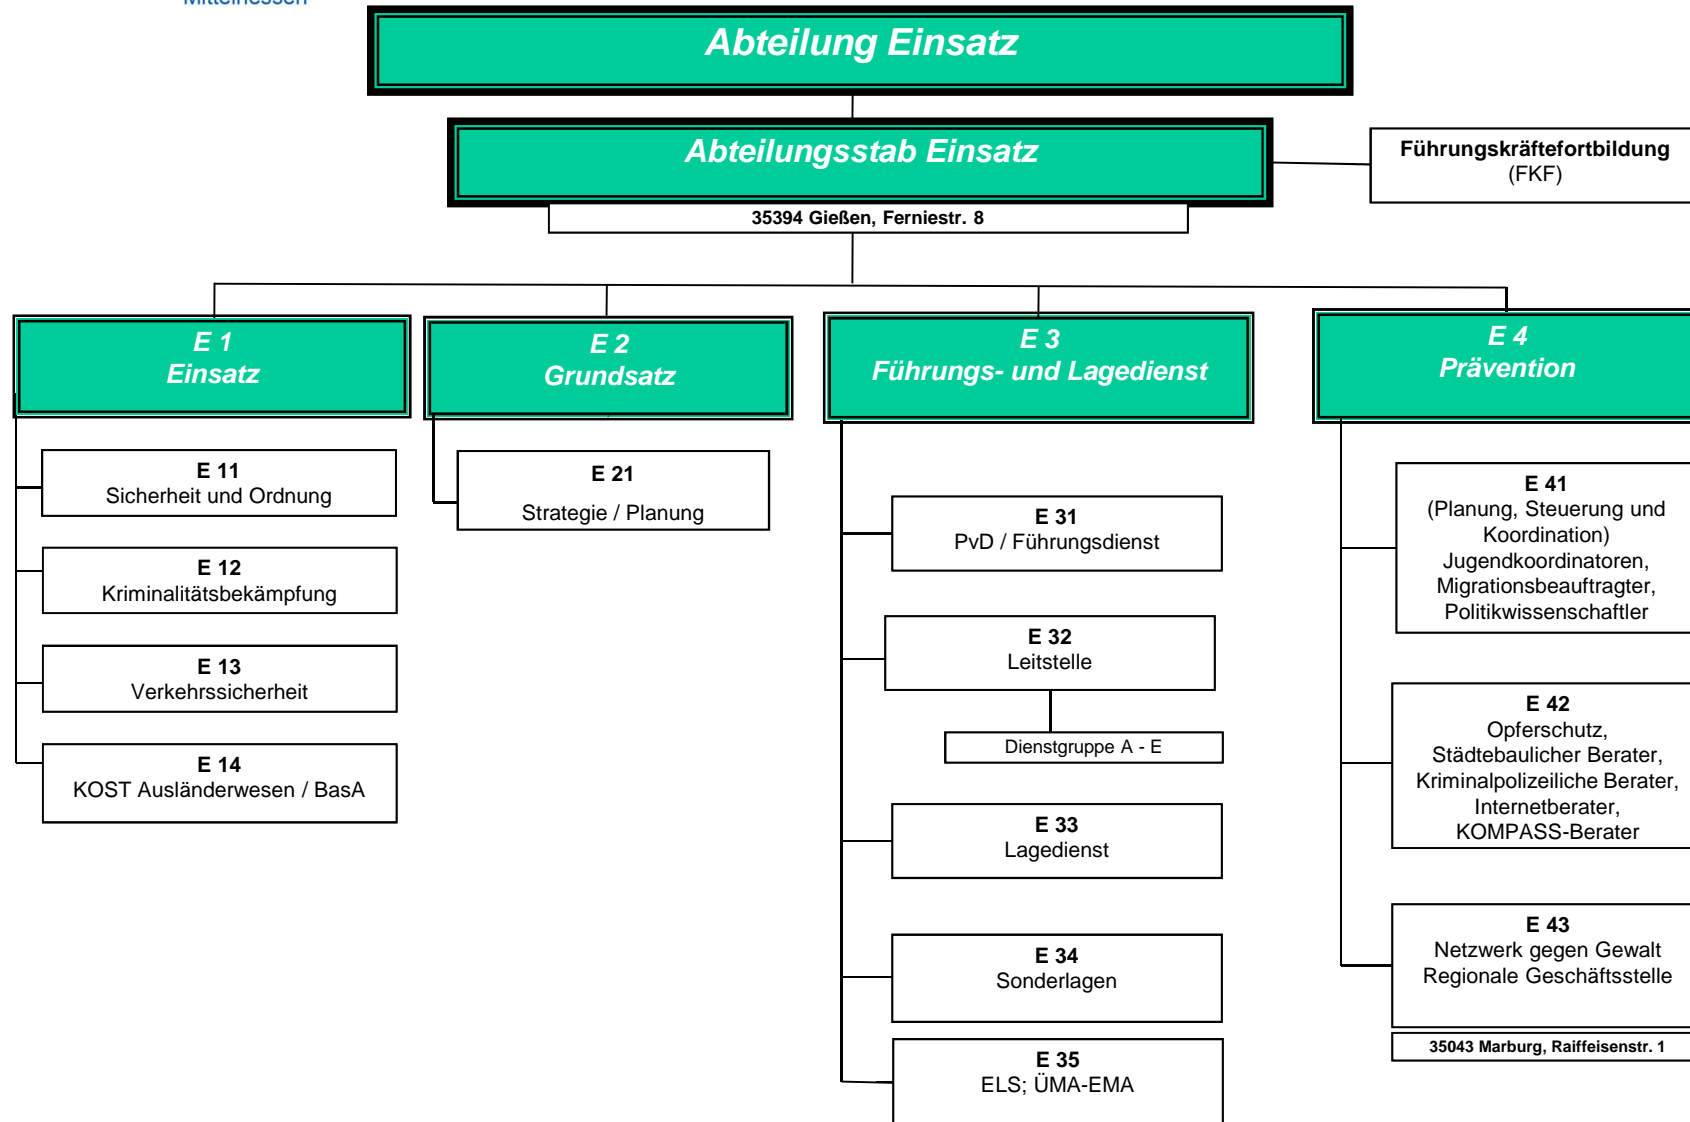 Mittelhessen
Abteilung Einsatz
Abteilungsstab Einsatz
35394 Gießen, Ferniestr. 8
Führungskräftefortbildung
(FKF)
E 1
Einsatz
E 11
Sicherheit und Ordnung
E 12
Kriminalitätsbekämpfung
E 13
Verkehrssicherheit
E 14
KOST Ausländerwesen / BasA
E 2
Grundsatz
E 21
Strategie / Planung
E 3
Führungs- und Lagedienst
E 31
PvD / Führungsdienst
E 32
Leitstelle
Dienstgruppe A - E
E 33
Lagedienst
E 34
Sonderlagen
E 35
ELS; ÜMA-EMA
E 4
Prävention
E 41
(Planung, Steuerung und
Koordination)
Jugendkoordinatoren,
Migrationsbeauftragter,
Politikwissenschaftler
E 42
Opferschutz,
Städtebaulicher Berater,
Kriminalpolizeiliche Berater,
Internetberater,
KOMPASS-Berater
E 43
Netzwerk gegen Gewalt
Regionale Geschäftsstelle
35043 Marburg, Raiffeisenstr. 1